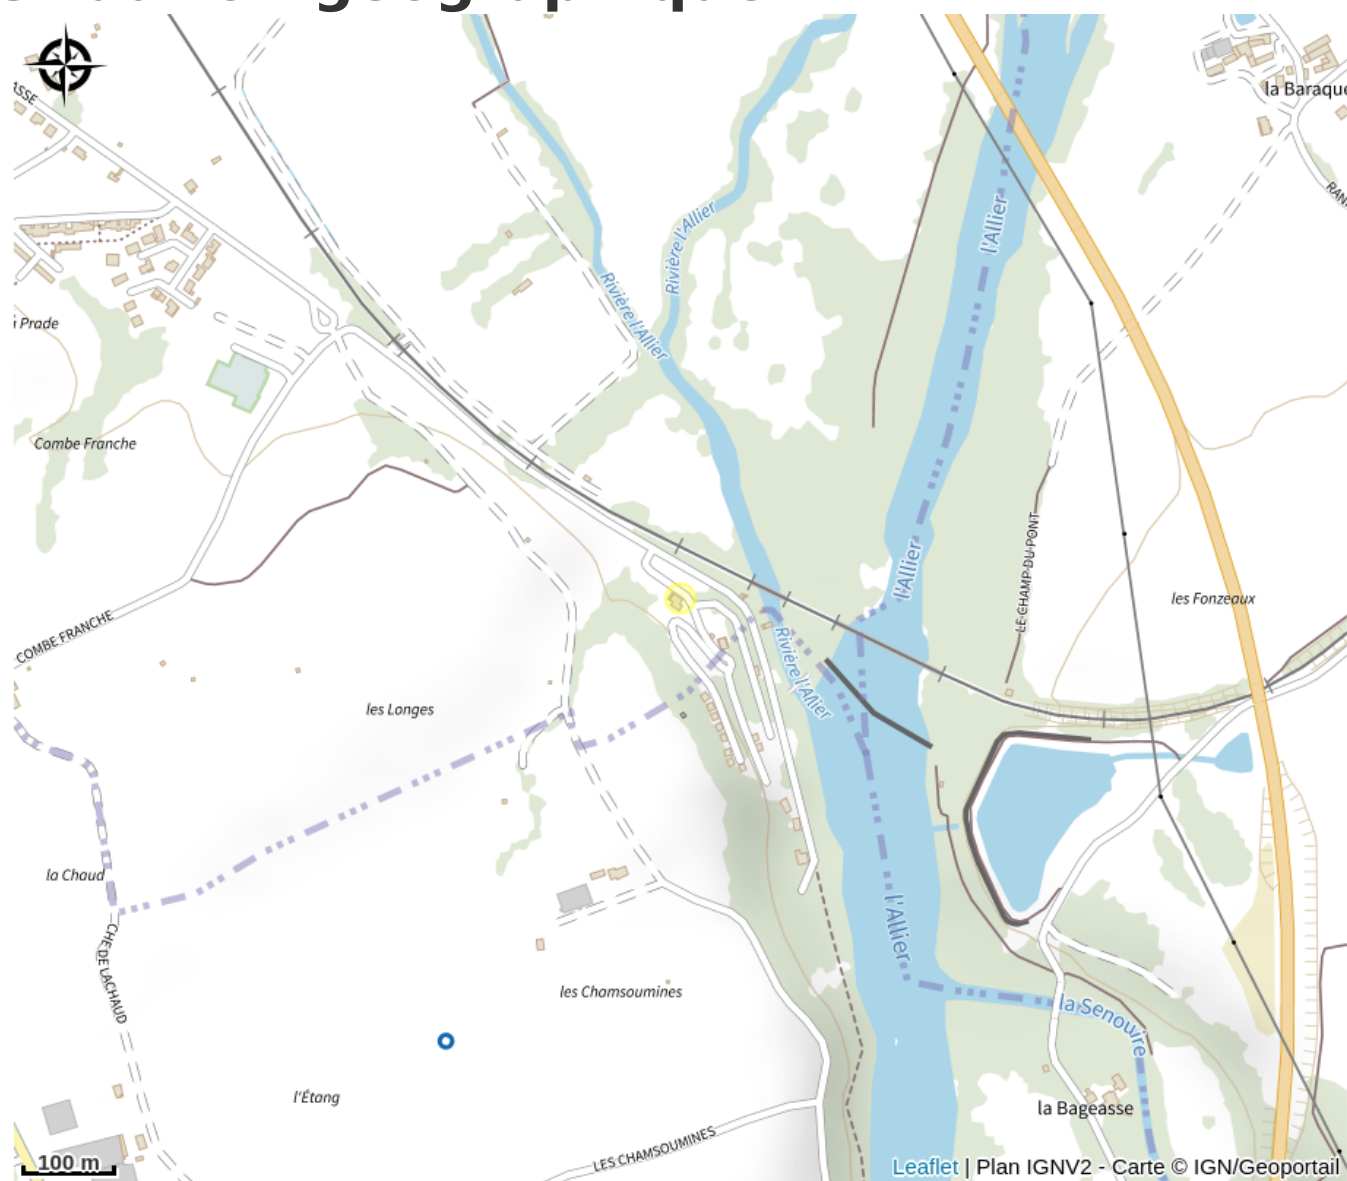 la Baraque
l'Allier
Rivière l'Allier
Rivière l'Allier
Prade
Combe Franche
l'Allier
LE CHAMP DU PONT
les Fonzeaux
COMBE FRANCHE
Rivière l'Allier
les Longes
la Chaud
CHE DE LACHAUD
l'Allier
les Chamsoumines
la Senouire
l'Étang
la Bageasse
LES CHAMSOUMINES
100 m
Leaflet | Plan IGNV2 - Carte © IGN/Geoportail